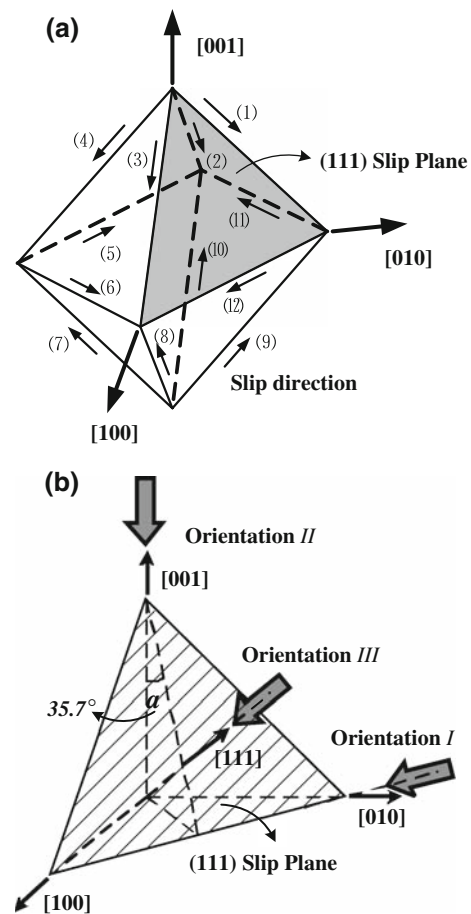 (a)
[001]
(1)
(4)
(3)
(2)
(111) Slip Plane
(11)
(5)
(10)
[010]
(6)
(12)
(7)
(8)
(9)
Slip direction
[100]
(b)
Orientation II
[001]
Orientation III
35.7°
a
Orientation I
[111]
[010]
(111) Slip Plane
[100]